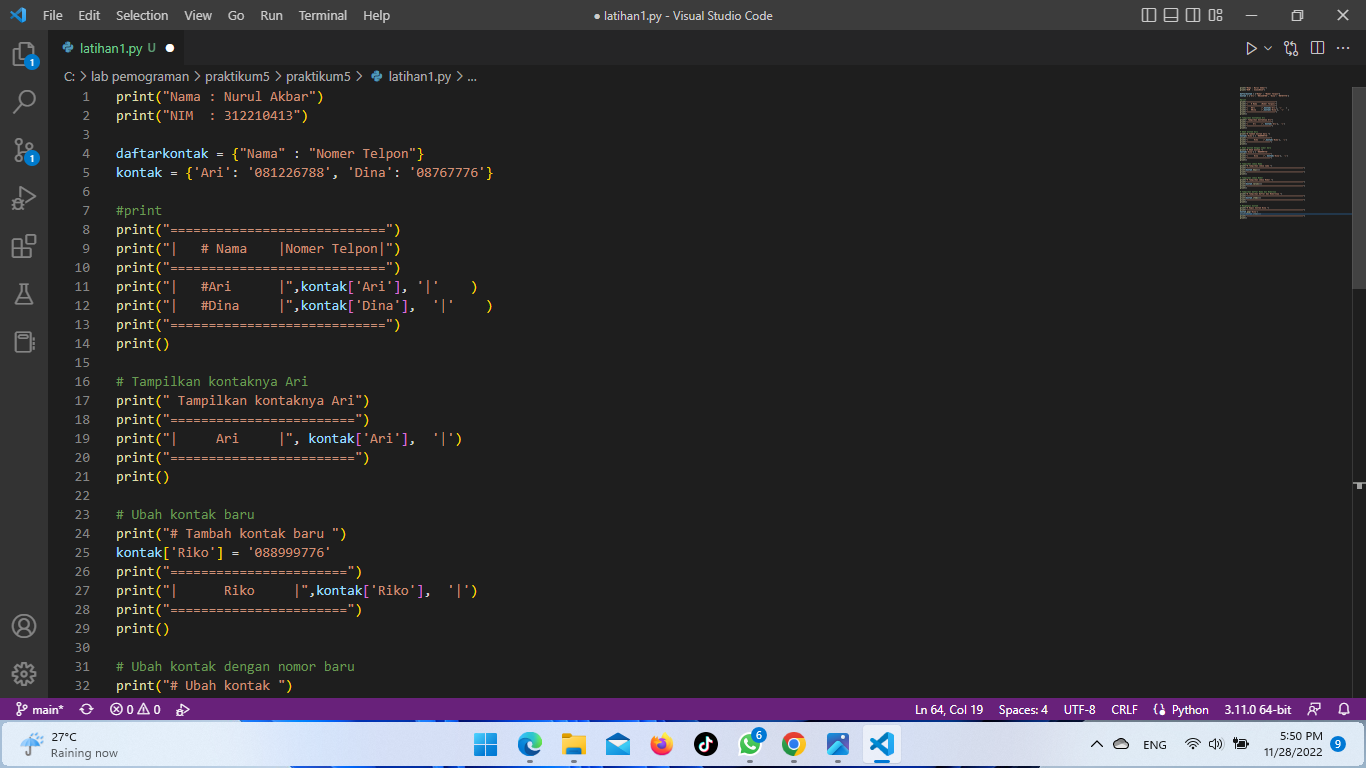 File Edit Selection View Go Run Terminal Help ● latihan1.py - Visual Studio Code
latihan1.py U ●
C: > lab pemograman > praktikum5 > praktikum5 > latihan1.py > ...
1 print("Nama : Nurul Akbar")
2 print("NIM  : 312210413")
3
4 daftarkontak = {"Nama" : "Nomer Telpon"}
5 kontak = {'Ari': '081226788', 'Dina': '08767776'}
6
7 #print
8 print("============================")
9 print("|   # Nama    |Nomer Telpon|")
10 print("============================")
11 print("|   #Ari      |",kontak['Ari'], '|'    )
12 print("|   #Dina     |",kontak['Dina'],  '|'    )
13 print("============================")
14 print()
15
16 # Tampilkan kontaknya Ari
17 print(" Tampilkan kontaknya Ari")
18 print("========================")
19 print("|     Ari     |", kontak['Ari'],  '|')
20 print("========================")
21 print()
22
23 # Ubah kontak baru
24 print("# Tambah kontak baru ")
25 kontak['Riko'] = '088999776'
26 print("=======================")
27 print("|      Riko     |",kontak['Riko'],  '|')
28 print("=======================")
29 print()
30
31 # Ubah kontak dengan nomor baru
32 print("# Ubah kontak ")
1
1
main* 0 0 Ln 64, Col 19 Spaces: 4 UTF-8 CRLF Python 3.11.0 64-bit
27°C
Raining now
6
ENG
5:50 PM
11/28/2022
9